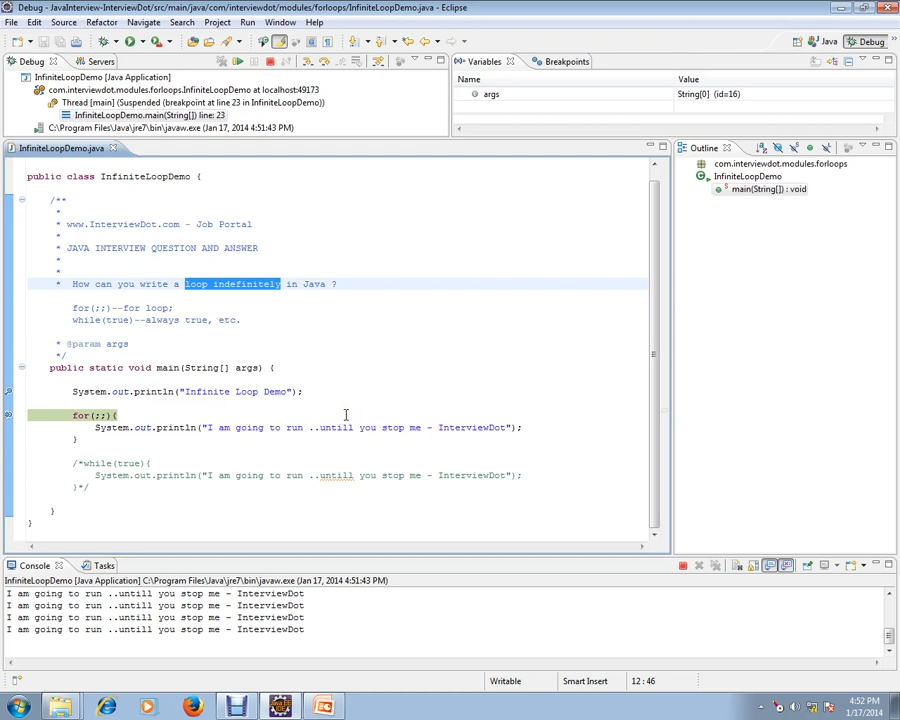 Debug - JavaInterview-InterviewDot/src/main/java/com/interviewdot/modules/forloops/InfiniteLoopDemo.java - Eclipse
File Edit Source Refactor Navigate Search Project Run Window Help
Java Debug
Debug Servers
InfiniteLoopDemo [Java Application]
com.interviewdot.modules.forloops.InfiniteLoopDemo at localhost:49173
Thread [main] (Suspended (breakpoint at line 23 in InfiniteLoopDemo))
InfiniteLoopDemo.main(String[]) line: 23
C:\Program Files\Java\jre7\bin\javaw.exe (Jan 17, 2014 4:51:43 PM)
Variables Breakpoints
Name Value
args String[0] (id=16)
InfiniteLoopDemo.java
public class InfiniteLoopDemo {
/**
*
* www.InterviewDot.com - Job Portal
*
* JAVA INTERVIEW QUESTION AND ANSWER
*
*
* How can you write a loop indefinitely in Java ?
for(;;)--for loop;
while(true)--always true, etc.
* @param args
*/
public static void main(String[] args) {
System.out.println("Infinite Loop Demo");
for(;;){
System.out.println("I am going to run ..untill you stop me - InterviewDot");
}
/*while(true){
System.out.println("I am going to run ..untill you stop me - InterviewDot");
}*/
}
}
Outline
com.interviewdot.modules.forloops
InfiniteLoopDemo
main(String[]) : void
Console Tasks
InfiniteLoopDemo [Java Application] C:\Program Files\Java\jre7\bin\javaw.exe (Jan 17, 2014 4:51:43 PM)
I am going to run ..untill you stop me - InterviewDot
I am going to run ..untill you stop me - InterviewDot
I am going to run ..untill you stop me - InterviewDot
I am going to run ..untill you stop me - InterviewDot
Writable Smart Insert 12 : 46
4:52 PM
1/17/2014